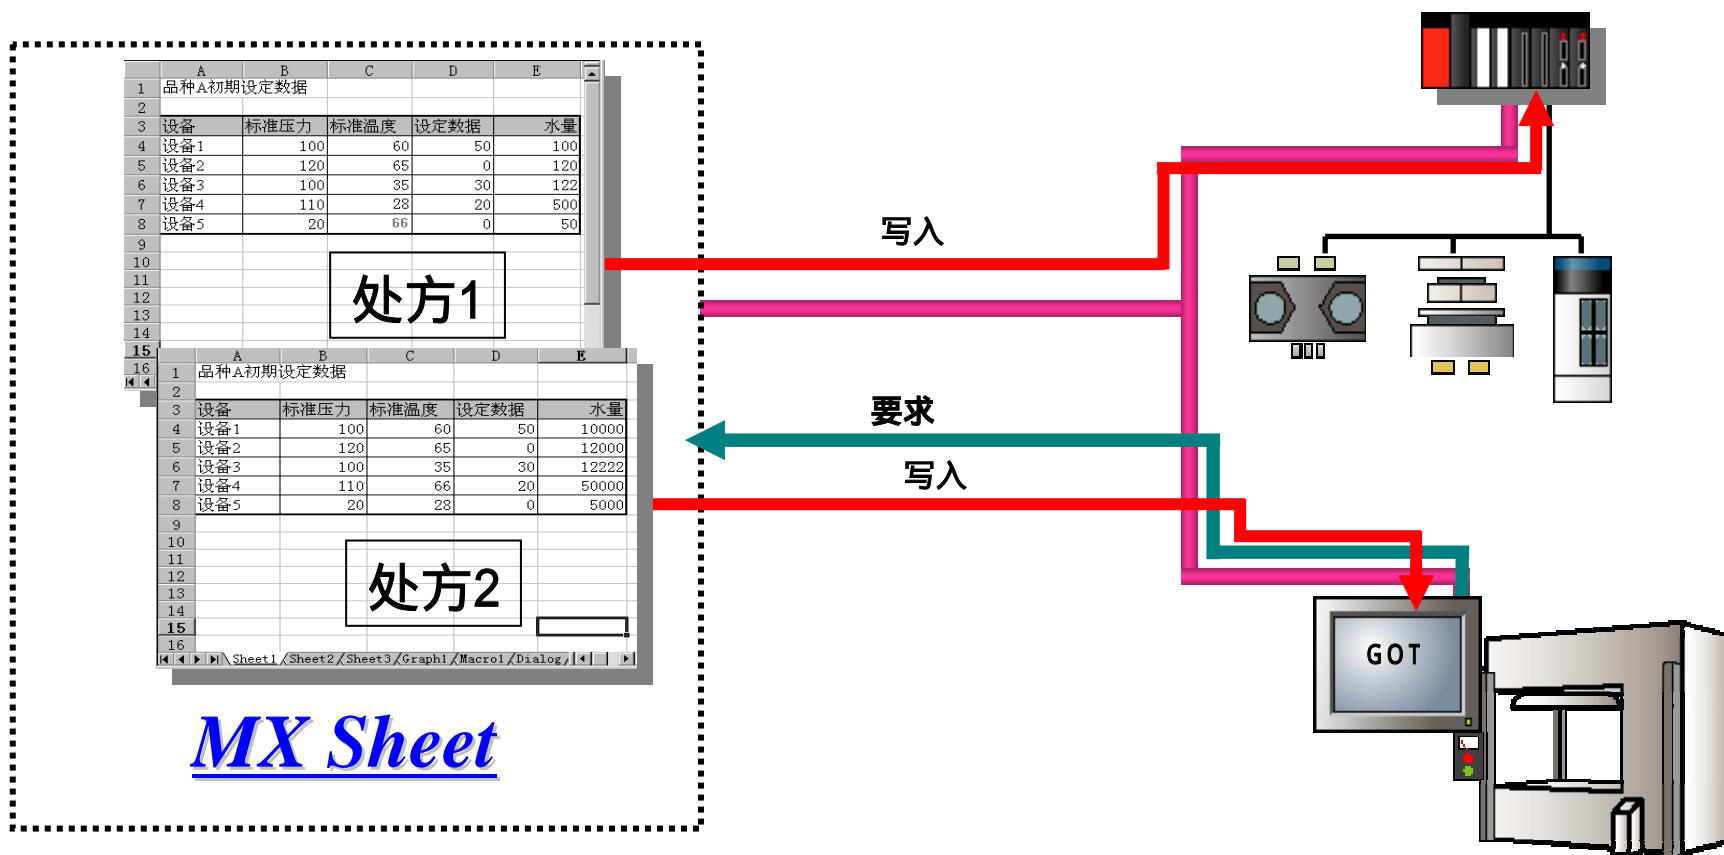 A B C D E
1 品种A初期设定数据
2
3 设备 标准压力 标准温度 设定数据 水量
4 设备1 100 60 50 100
5 设备2 120 65 0 120
6 设备3 100 35 30 122
7 设备4 110 28 20 500
8 设备5 20 66 0 50
9
10
11
12
13
14
15
16
处方1
A B C D E
1 品种A初期设定数据
2
3 设备 标准压力 标准温度 设定数据 水量
4 设备1 100 60 50 10000
5 设备2 120 65 0 12000
6 设备3 100 35 30 12222
7 设备4 110 66 20 50000
8 设备5 20 28 0 5000
9
10
11
12
13
14
15
16
处方2
Sheet1 Sheet2 Sheet3 Graph1 Macro1 Dialog
MX Sheet
写入
要求
写入
GOT